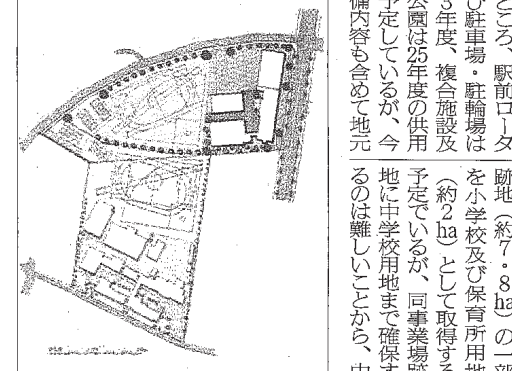 ところ、駅前ロータ
び駐車場・駐輪場は
3年度、複合施設及
公園は25年度の供用
予定しているが、今
備内容も含めて地元
跡地（約7・8ha）の一部
を小学校及び保育所用地
（約2ha）として取得する
予定でいるが、同事業場跡
地に中学校用地まで確保す
るのは難しいことから、中